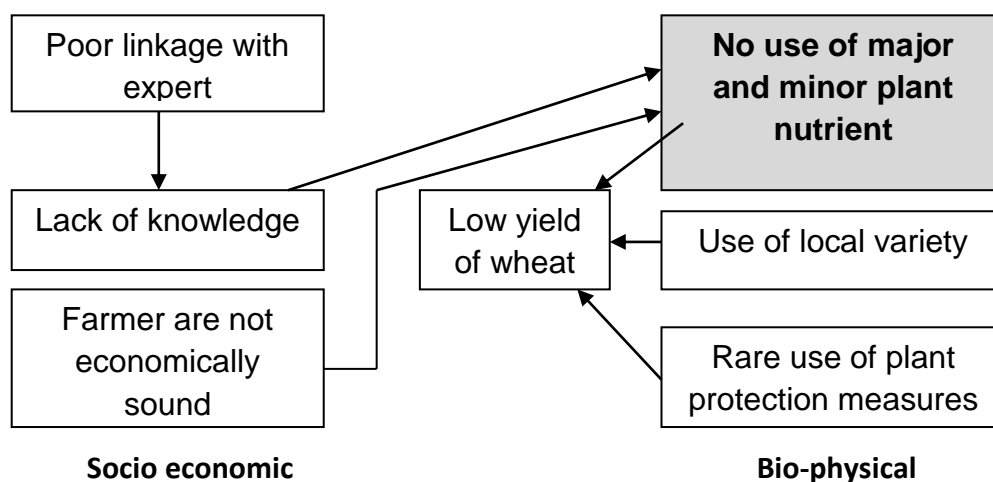 Poor linkage with
expert
No use of major
and minor plant
nutrient
Lack of knowledge
Low yield
of wheat
Use of local variety
Farmer are not
economically
sound
Rare use of plant
protection measures
Socio economic
Bio-physical